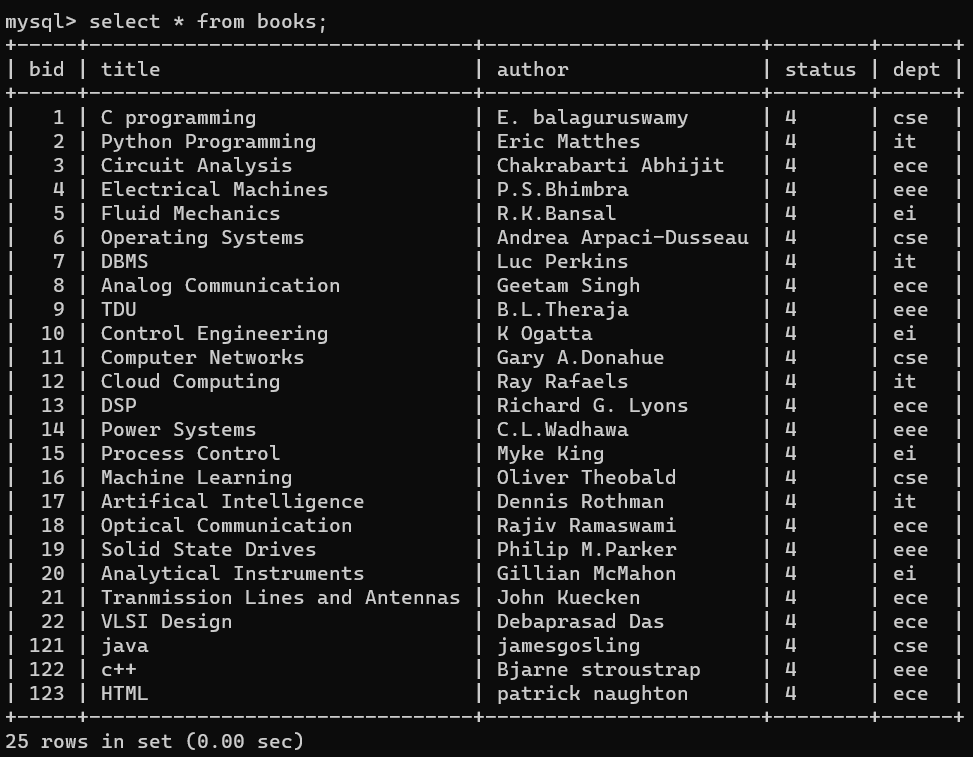 mysql> select * from books;
+-----+--------------------------------+-----------------------+--------+------+
| bid | title                          | author                | status | dept |
+-----+--------------------------------+-----------------------+--------+------+
|   1 | C programming                  | E. balaguruswamy      | 4      | cse  |
|   2 | Python Programming             | Eric Matthes          | 4      | it   |
|   3 | Circuit Analysis               | Chakrabarti Abhijit   | 4      | ece  |
|   4 | Electrical Machines            | P.S.Bhimbra           | 4      | eee  |
|   5 | Fluid Mechanics                | R.K.Bansal            | 4      | ei   |
|   6 | Operating Systems              | Andrea Arpaci-Dusseau | 4      | cse  |
|   7 | DBMS                           | Luc Perkins           | 4      | it   |
|   8 | Analog Communication           | Geetam Singh          | 4      | ece  |
|   9 | TDU                            | B.L.Theraja           | 4      | eee  |
|  10 | Control Engineering            | K Ogatta              | 4      | ei   |
|  11 | Computer Networks              | Gary A.Donahue        | 4      | cse  |
|  12 | Cloud Computing                | Ray Rafaels           | 4      | it   |
|  13 | DSP                            | Richard G. Lyons      | 4      | ece  |
|  14 | Power Systems                  | C.L.Wadhawa           | 4      | eee  |
|  15 | Process Control                | Myke King             | 4      | ei   |
|  16 | Machine Learning               | Oliver Theobald       | 4      | cse  |
|  17 | Artifical Intelligence         | Dennis Rothman        | 4      | it   |
|  18 | Optical Communication          | Rajiv Ramaswami       | 4      | ece  |
|  19 | Solid State Drives             | Philip M.Parker       | 4      | eee  |
|  20 | Analytical Instruments         | Gillian McMahon       | 4      | ei   |
|  21 | Tranmission Lines and Antennas | John Kuecken          | 4      | ece  |
|  22 | VLSI Design                    | Debaprasad Das        | 4      | ece  |
| 121 | java                           | jamesgosling          | 4      | cse  |
| 122 | c++                            | Bjarne stroustrap     | 4      | eee  |
| 123 | HTML                           | patrick naughton      | 4      | ece  |
+-----+--------------------------------+-----------------------+--------+------+
25 rows in set (0.00 sec)